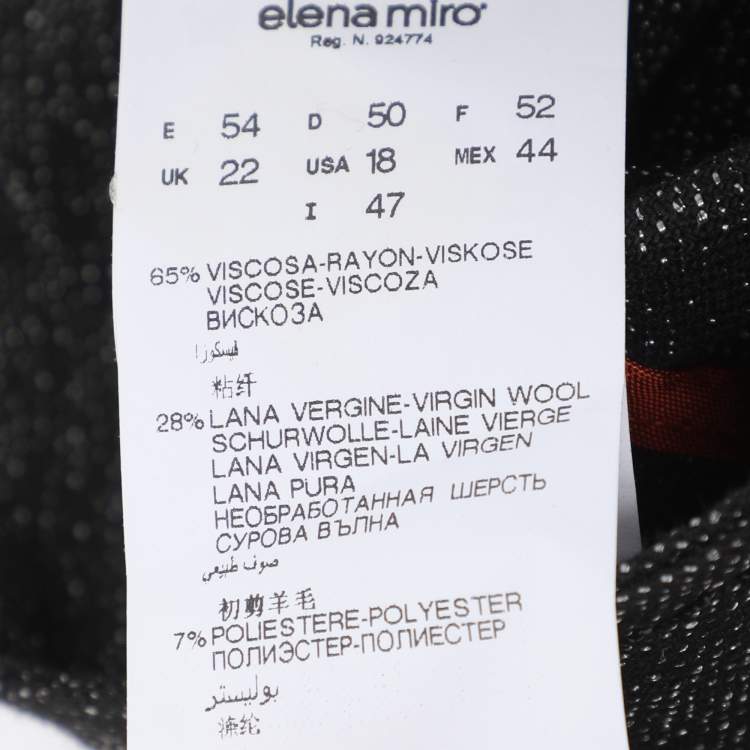 elena mirò
Reg. N. 924774
E 54 D 50 F 52
UK 22 USA 18 MEX 44
I 47
65% VISCOSA-RAYON-VISKOSE
VISCOSE-VISCOZA
ВИСКОЗА
فيسكوزا
粘纤
28% LANA VERGINE-VIRGIN WOOL
SCHURWOLLE-LAINE VIERGE
LANA VIRGEN-LA VIRGEN
LANA PURA
НЕОБРАБОТАННАЯ ШЕРСТЬ
СУРОВА ВЪЛНА
صوف طبيعي
初剪羊毛
7% POLIESTERE-POLYESTER
ПОЛИЭСТЕР-ПОЛИЕСТЕР
بوليستر
涤纶